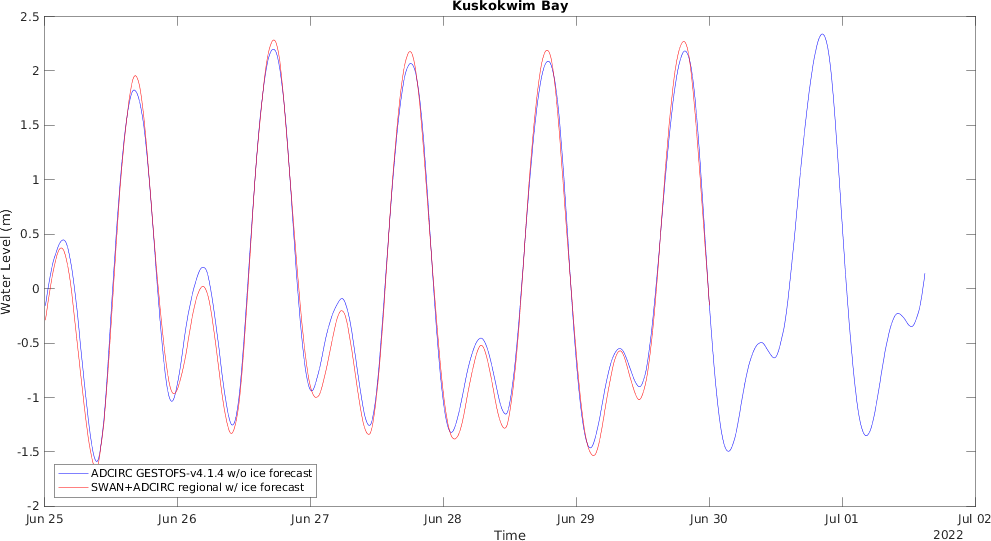 Kuskokwim Bay
2.5
2
1.5
1
0.5
0
-0.5
-1
-1.5
-2
Water Level (m)
ADCIRC GESTOFS-v4.1.4 w/o ice forecast
SWAN+ADCIRC regional w/ ice forecast
Jun 25 Jun 26 Jun 27 Jun 28 Jun 29 Jun 30 Jul 01 Jul 02
Time
2022